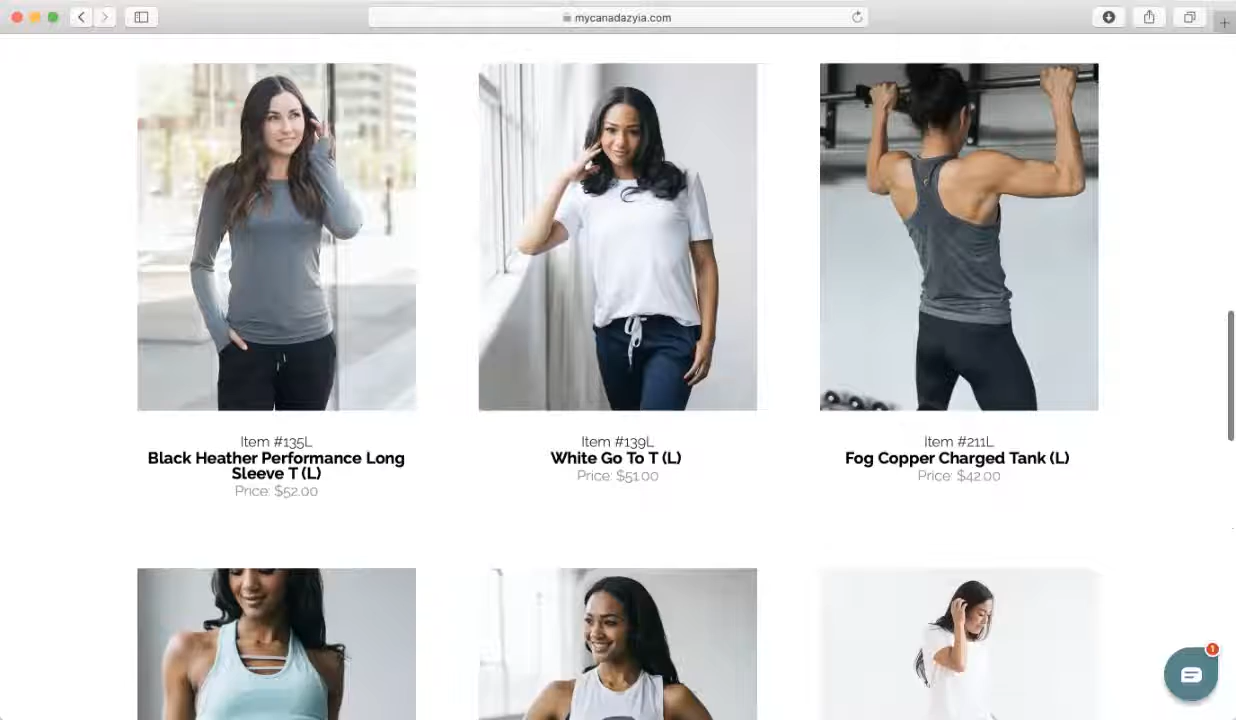 mycanadazyia.com
Item #135L
Black Heather Performance Long
Sleeve T (L)
Price: $52.00
Item #139L
White Go To T (L)
Price: $51.00
Item #211L
Fog Copper Charged Tank (L)
Price: $42.00
1